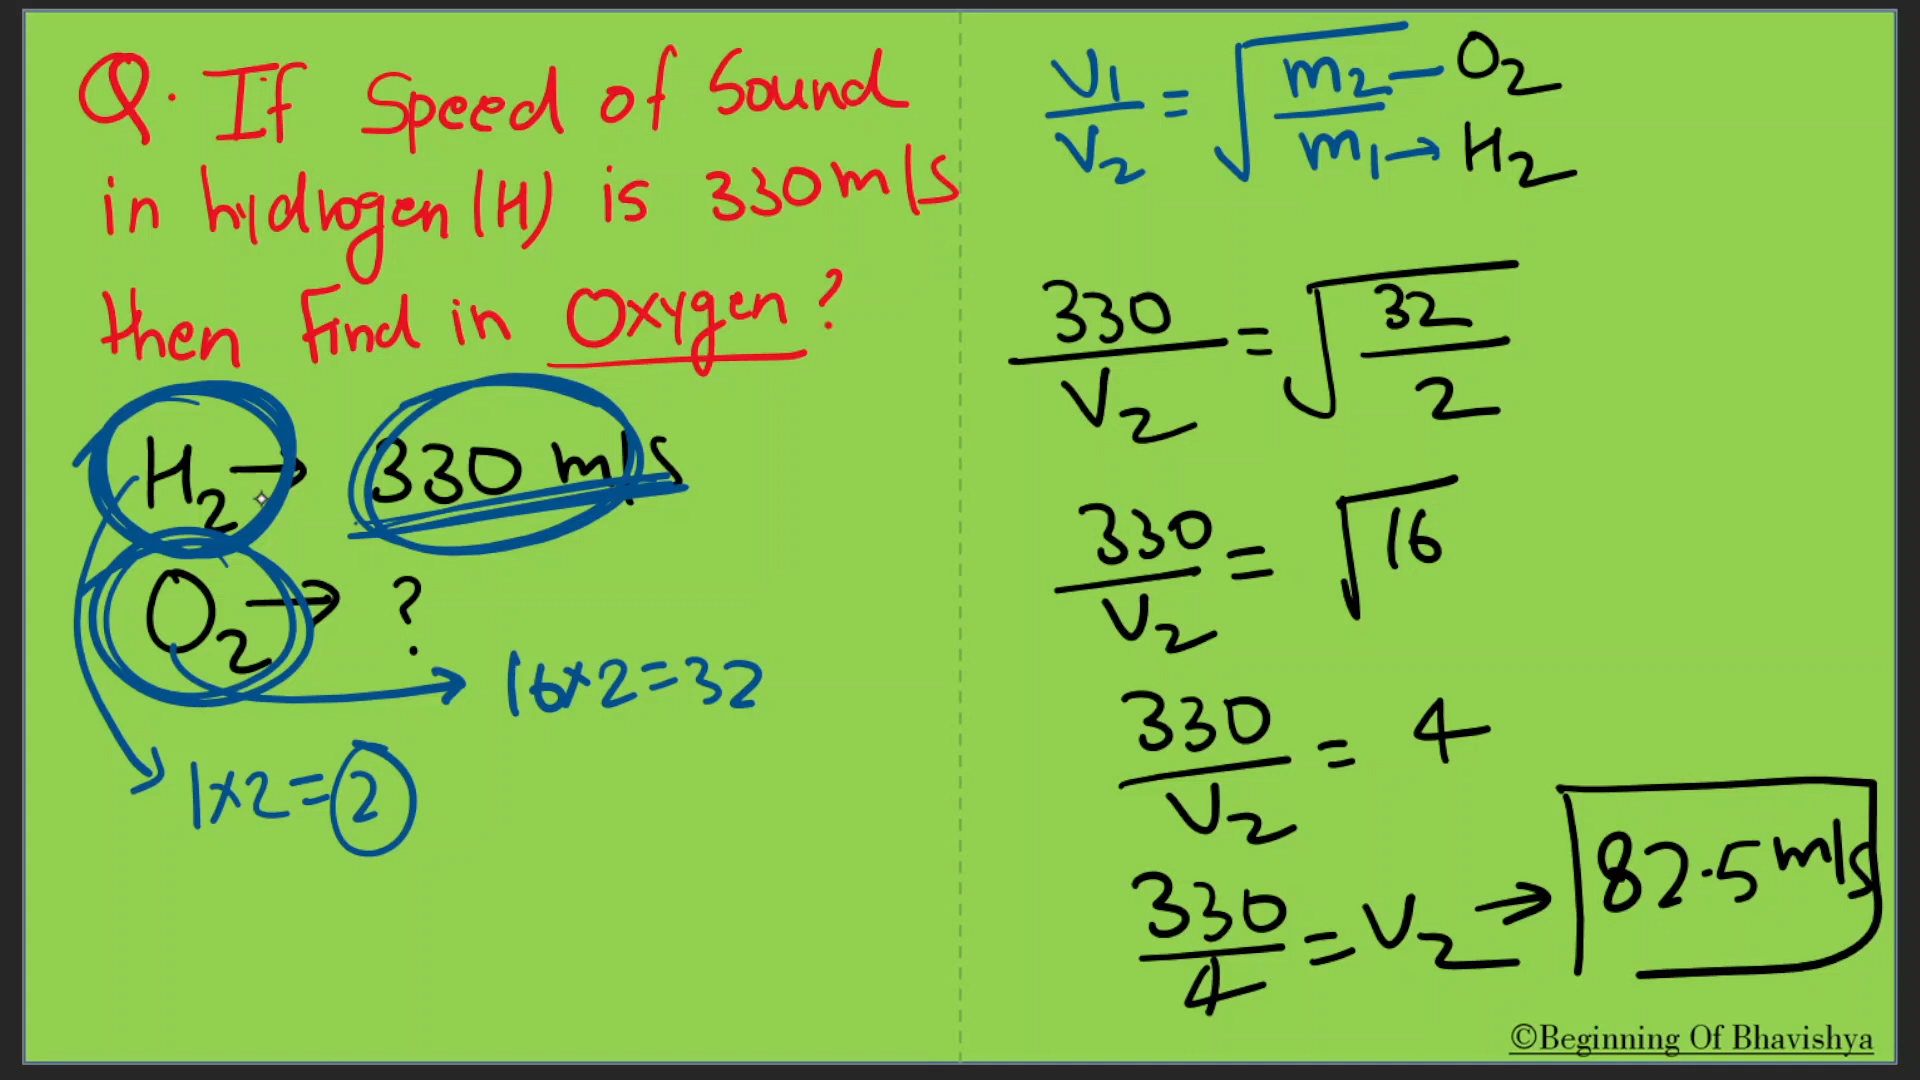 Q. If Speed of Sound
in hydrogen (H) is 330 m/s
then Find in Oxygen ?
H₂ → 330 m/s
O₂ → ?
16×2=32
1×2=2
V₁/V₂ = √(m₂/m₁)
m₂ — O₂
m₁ → H₂
330/V₂ = √(32/2)
330/V₂ = √16
330/V₂ = 4
330/4 = V₂ → 82.5 m/s
©Beginning Of Bhavishya